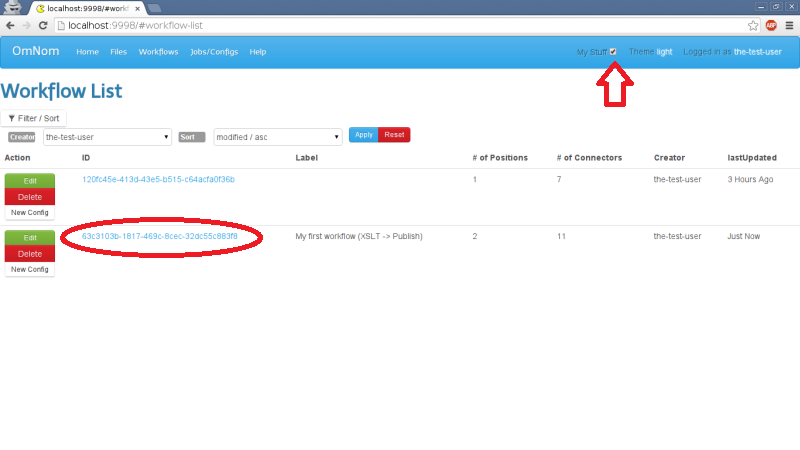 localhost:9998/#workf
localhost:9998/#workflow-list
ABP
OmNom Home Files Workflows Jobs/Configs Help My Stuff Theme light Logged in as the-test-user
Workflow List
Filter / Sort
Creator the-test-user Sort modified / asc Apply Reset
Action ID Label # of Positions # of Connectors Creator lastUpdated
Edit 120fc45e-413d-43e5-b515-c64acfa0f36b 1 7 the-test-user 3 Hours Ago
Delete
New Config
Edit 63c3103b-1817-469c-8cec-32dc55c883f8 My first workflow (XSLT -> Publish) 2 11 the-test-user Just Now
Delete
New Config